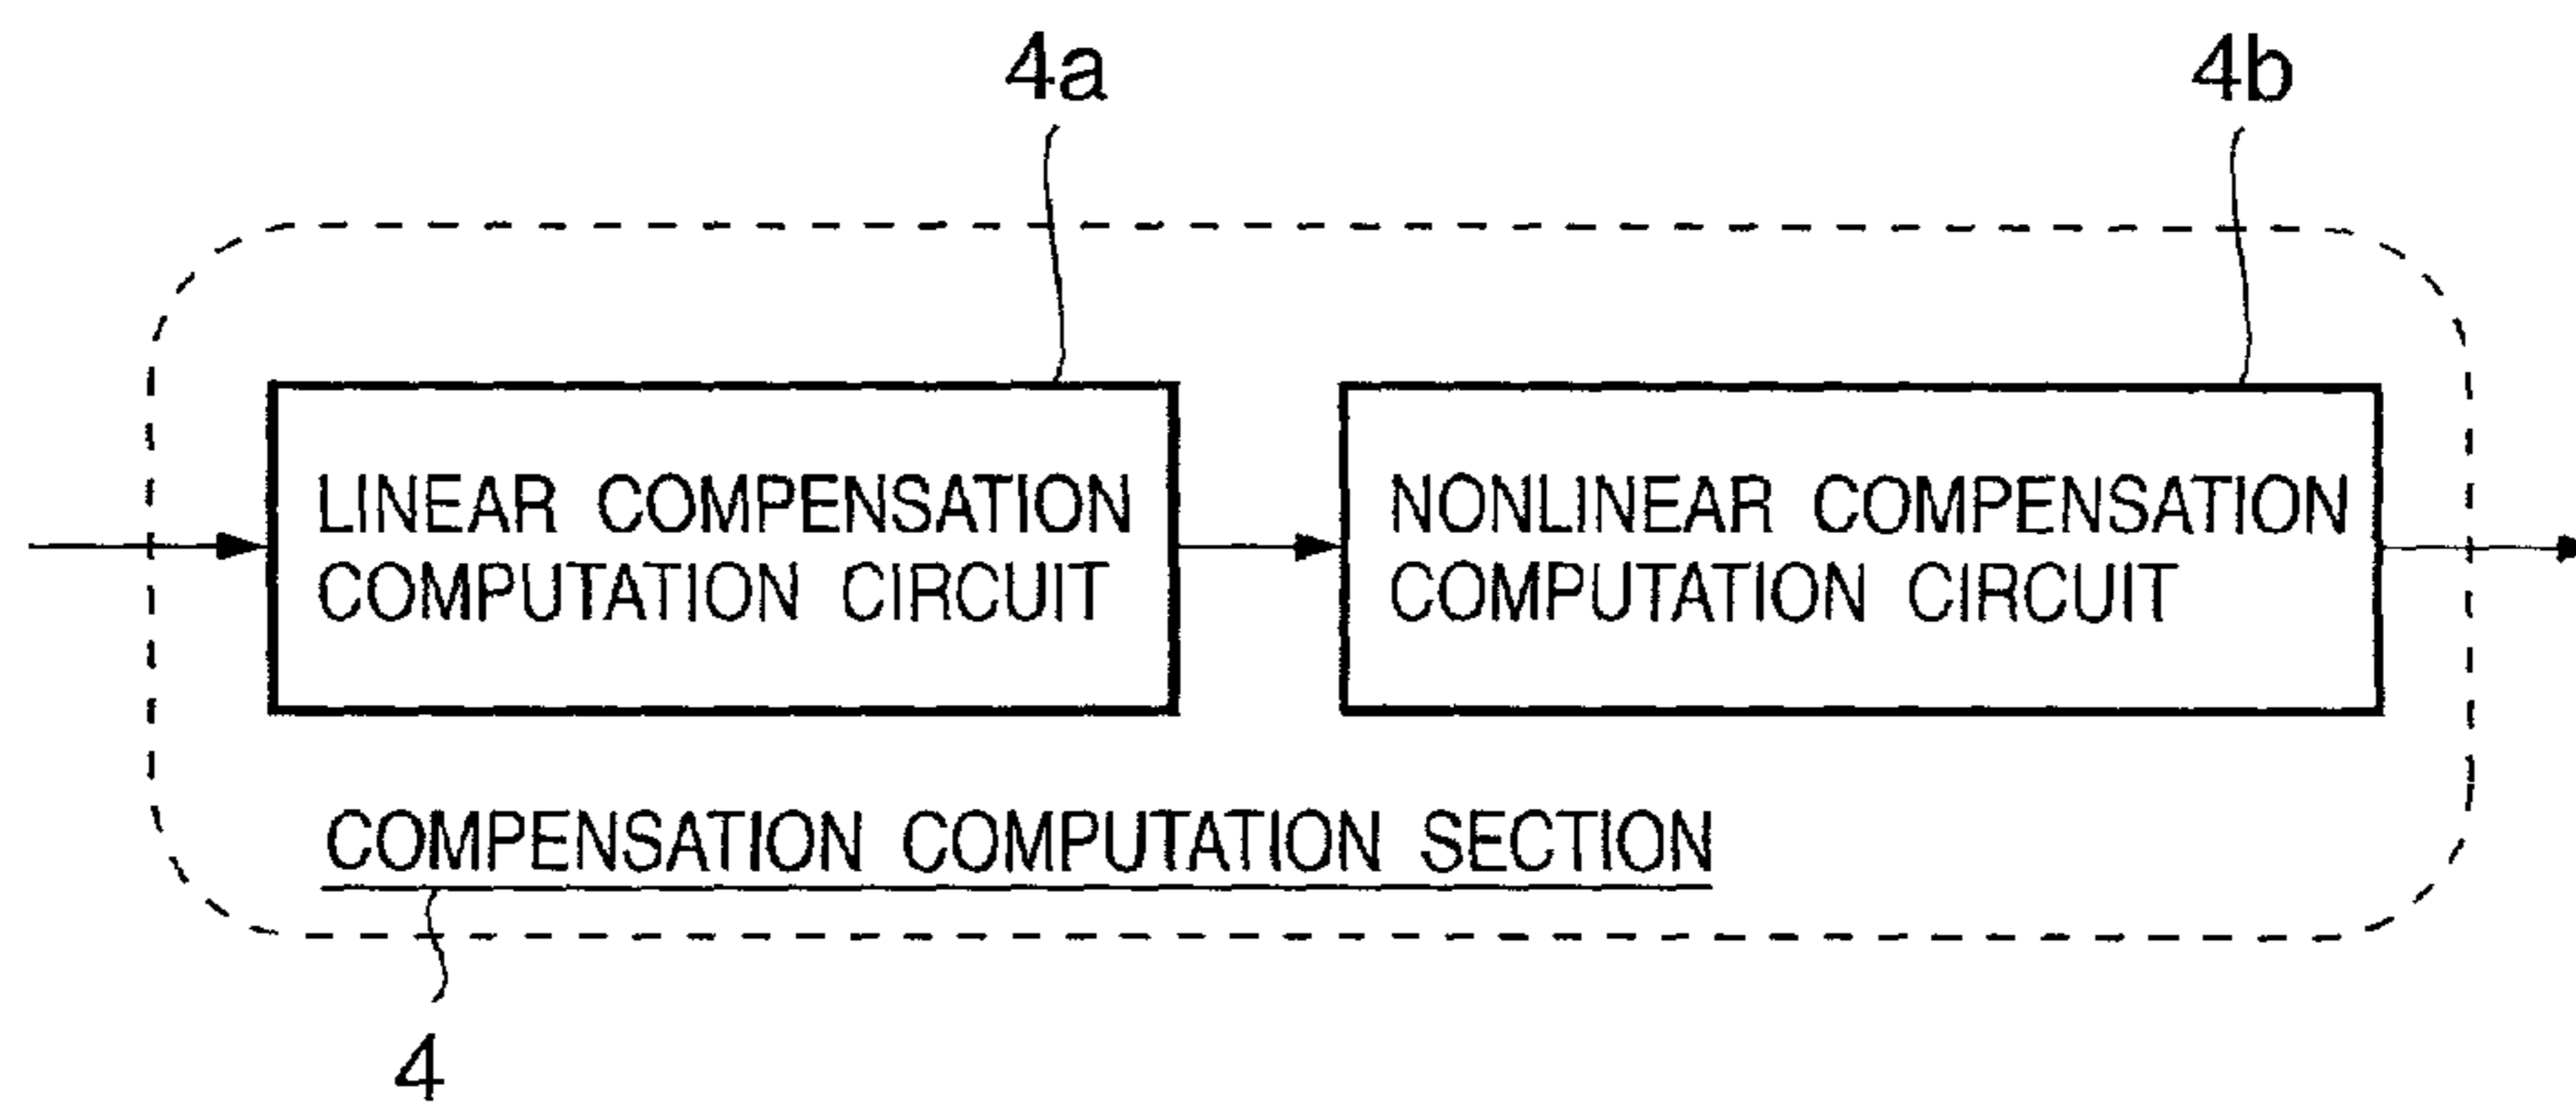 4a
4b
LINEAR COMPENSATION
COMPUTATION CIRCUIT
NONLINEAR COMPENSATION
COMPUTATION CIRCUIT
COMPENSATION COMPUTATION SECTION
4